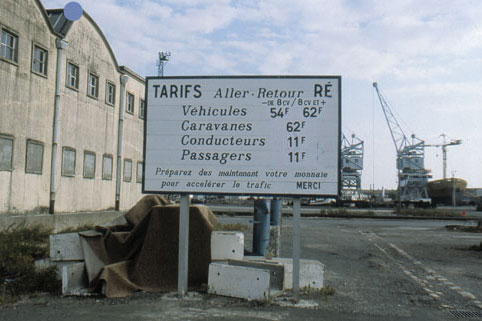 TARIFS Aller-Retour RÉ
-DE 8CV / 8CV ET +
Véhicules 54F 62F
Caravanes 62F
Conducteurs 11F
Passagers 11F
Préparez dès maintenant votre monnaie
pour accélérer le trafic MERCI